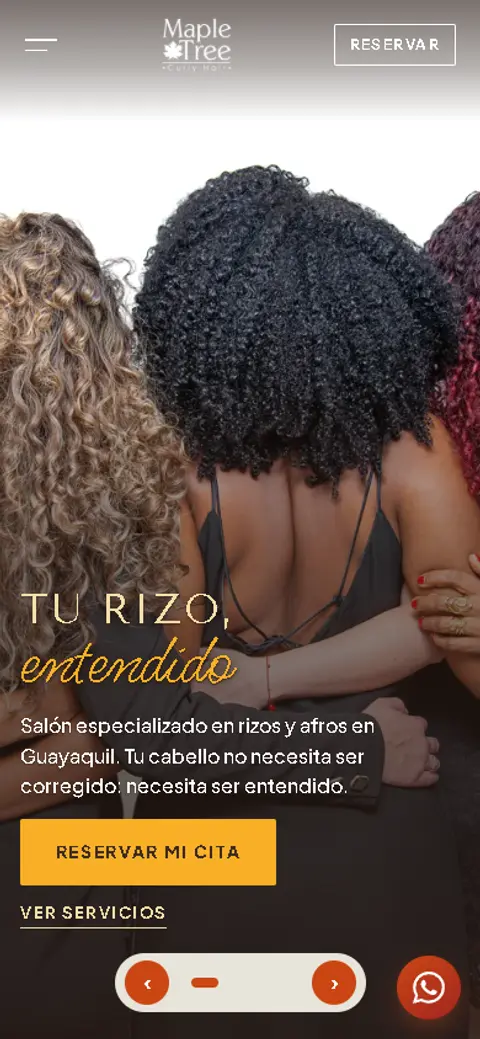 Maple
Tree
Curly Hair
RESERVAR
TU RIZO,
entendido
Salón especializado en rizos y afros en
Guayaquil. Tu cabello no necesita ser
corregido: necesita ser entendido.
RESERVAR MI CITA
VER SERVICIOS
‹ ›